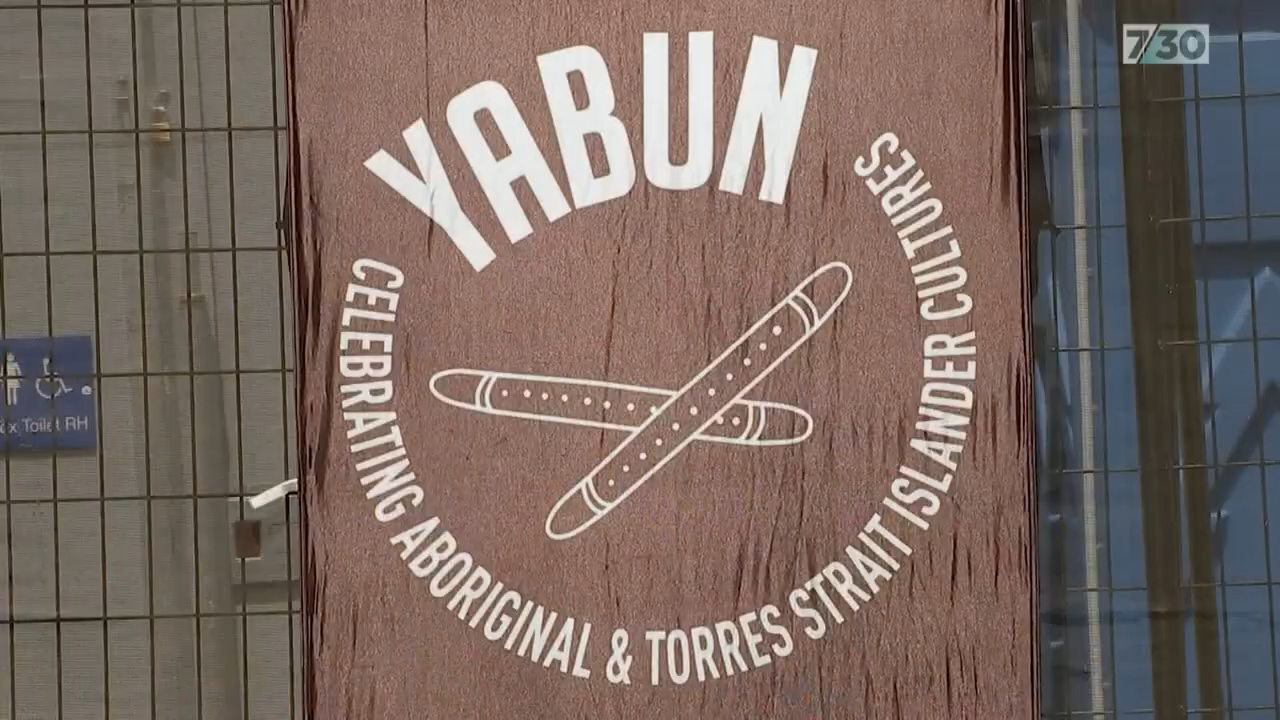 7/30
YABUN
CELEBRATING ABORIGINAL & TORRES STRAIT ISLANDER CULTURES
Toilet RH